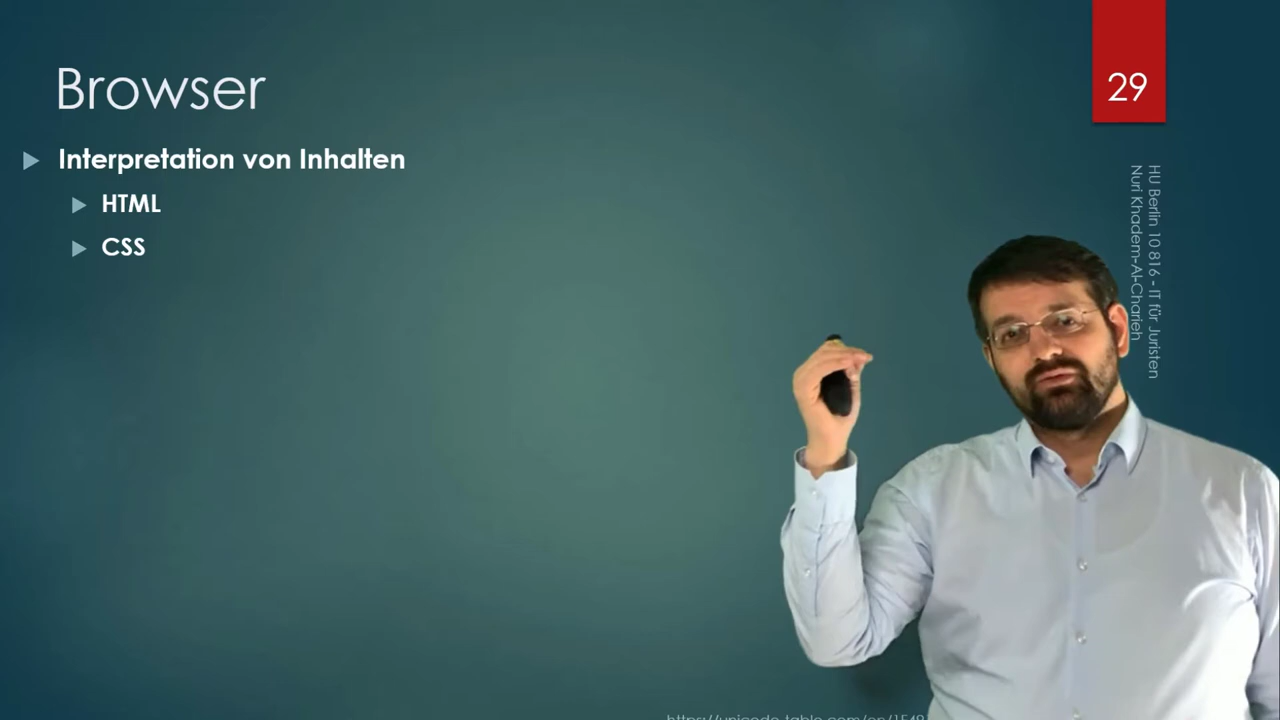 Browser
29
Interpretation von Inhalten
HTML
CSS
HU Berlin 10 816 - IT für Juristen
Nuri Khadem-Al-Charieh